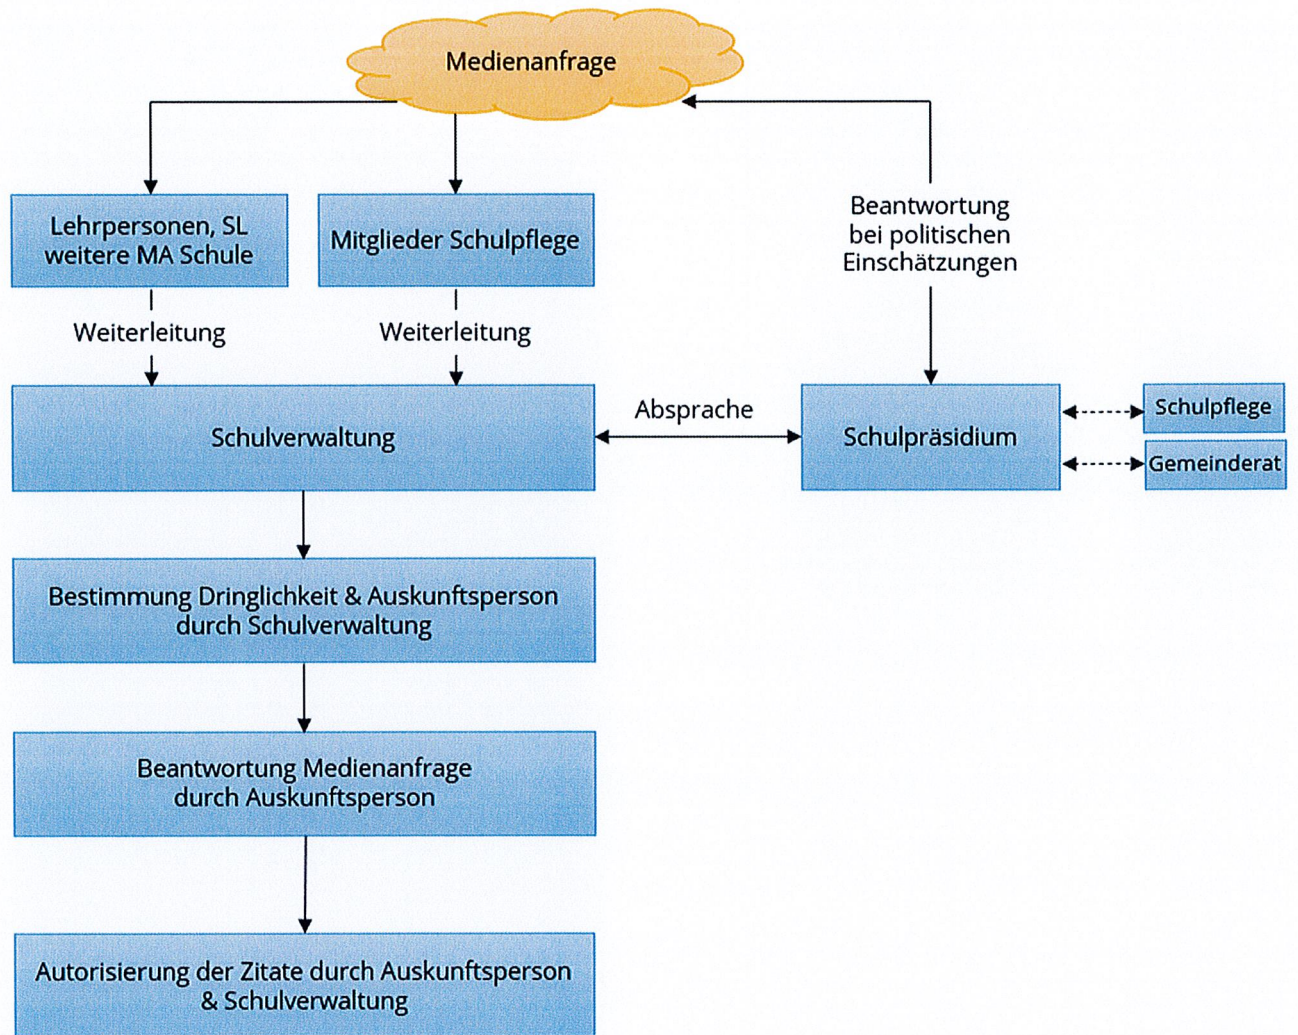 Medienanfrage
Lehrpersonen, SL
weitere MA Schule
Mitglieder Schulpflege
Beantwortung
bei politischen
Einschätzungen
Weiterleitung
Weiterleitung
Schulverwaltung
Absprache
Schulpräsidium
Schulpflege
Gemeinderat
Bestimmung Dringlichkeit & Auskunftsperson
durch Schulverwaltung
Beantwortung Medienanfrage
durch Auskunftsperson
Autorisierung der Zitate durch Auskunftsperson
& Schulverwaltung